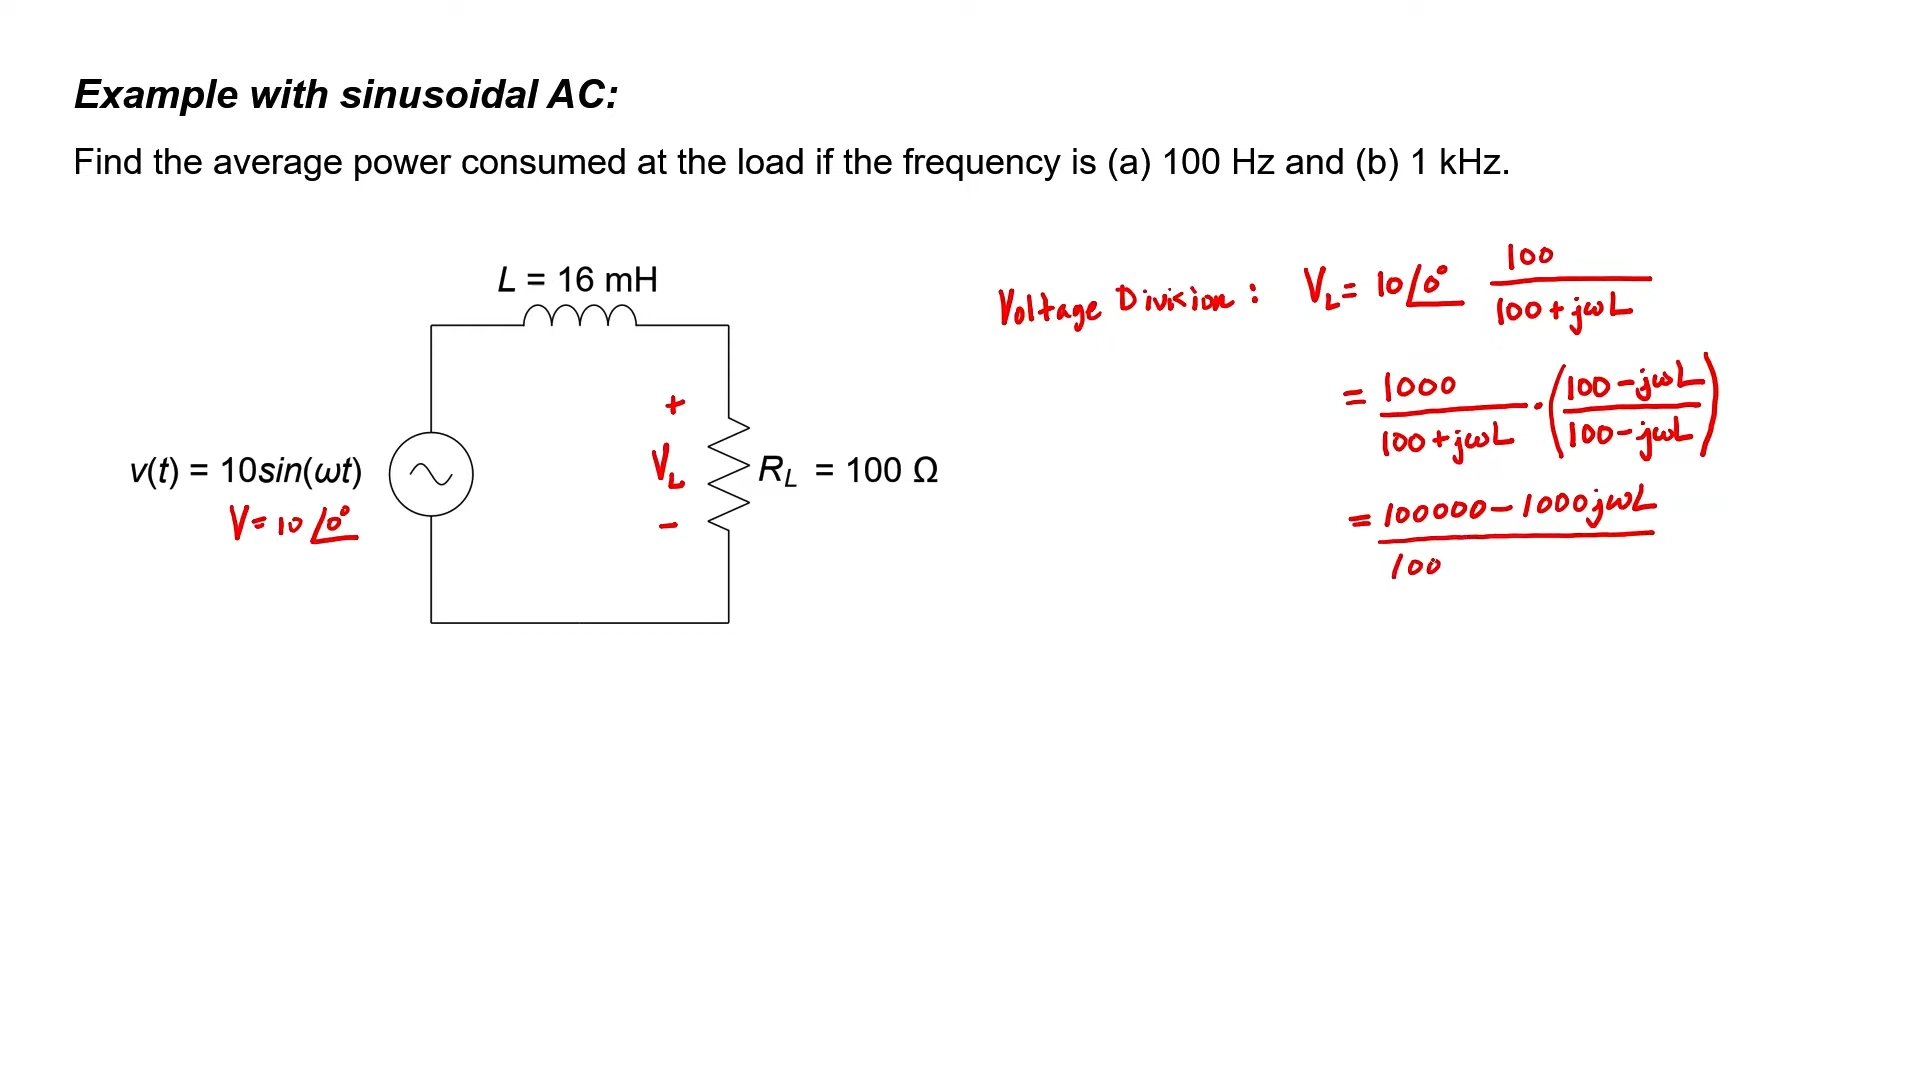 Example with sinusoidal AC:
Find the average power consumed at the load if the frequency is (a) 100 Hz and (b) 1 kHz.
L = 16 mH
v(t) = 10sin(ωt)
V = 10∠0°
+
V_L
-
R_L = 100 Ω
Voltage Division: V_L = 10∠0° 100/(100+jωL)
= 1000/(100+jωL) · ((100-jωL)/(100-jωL))
= 100000-1000jωL
100